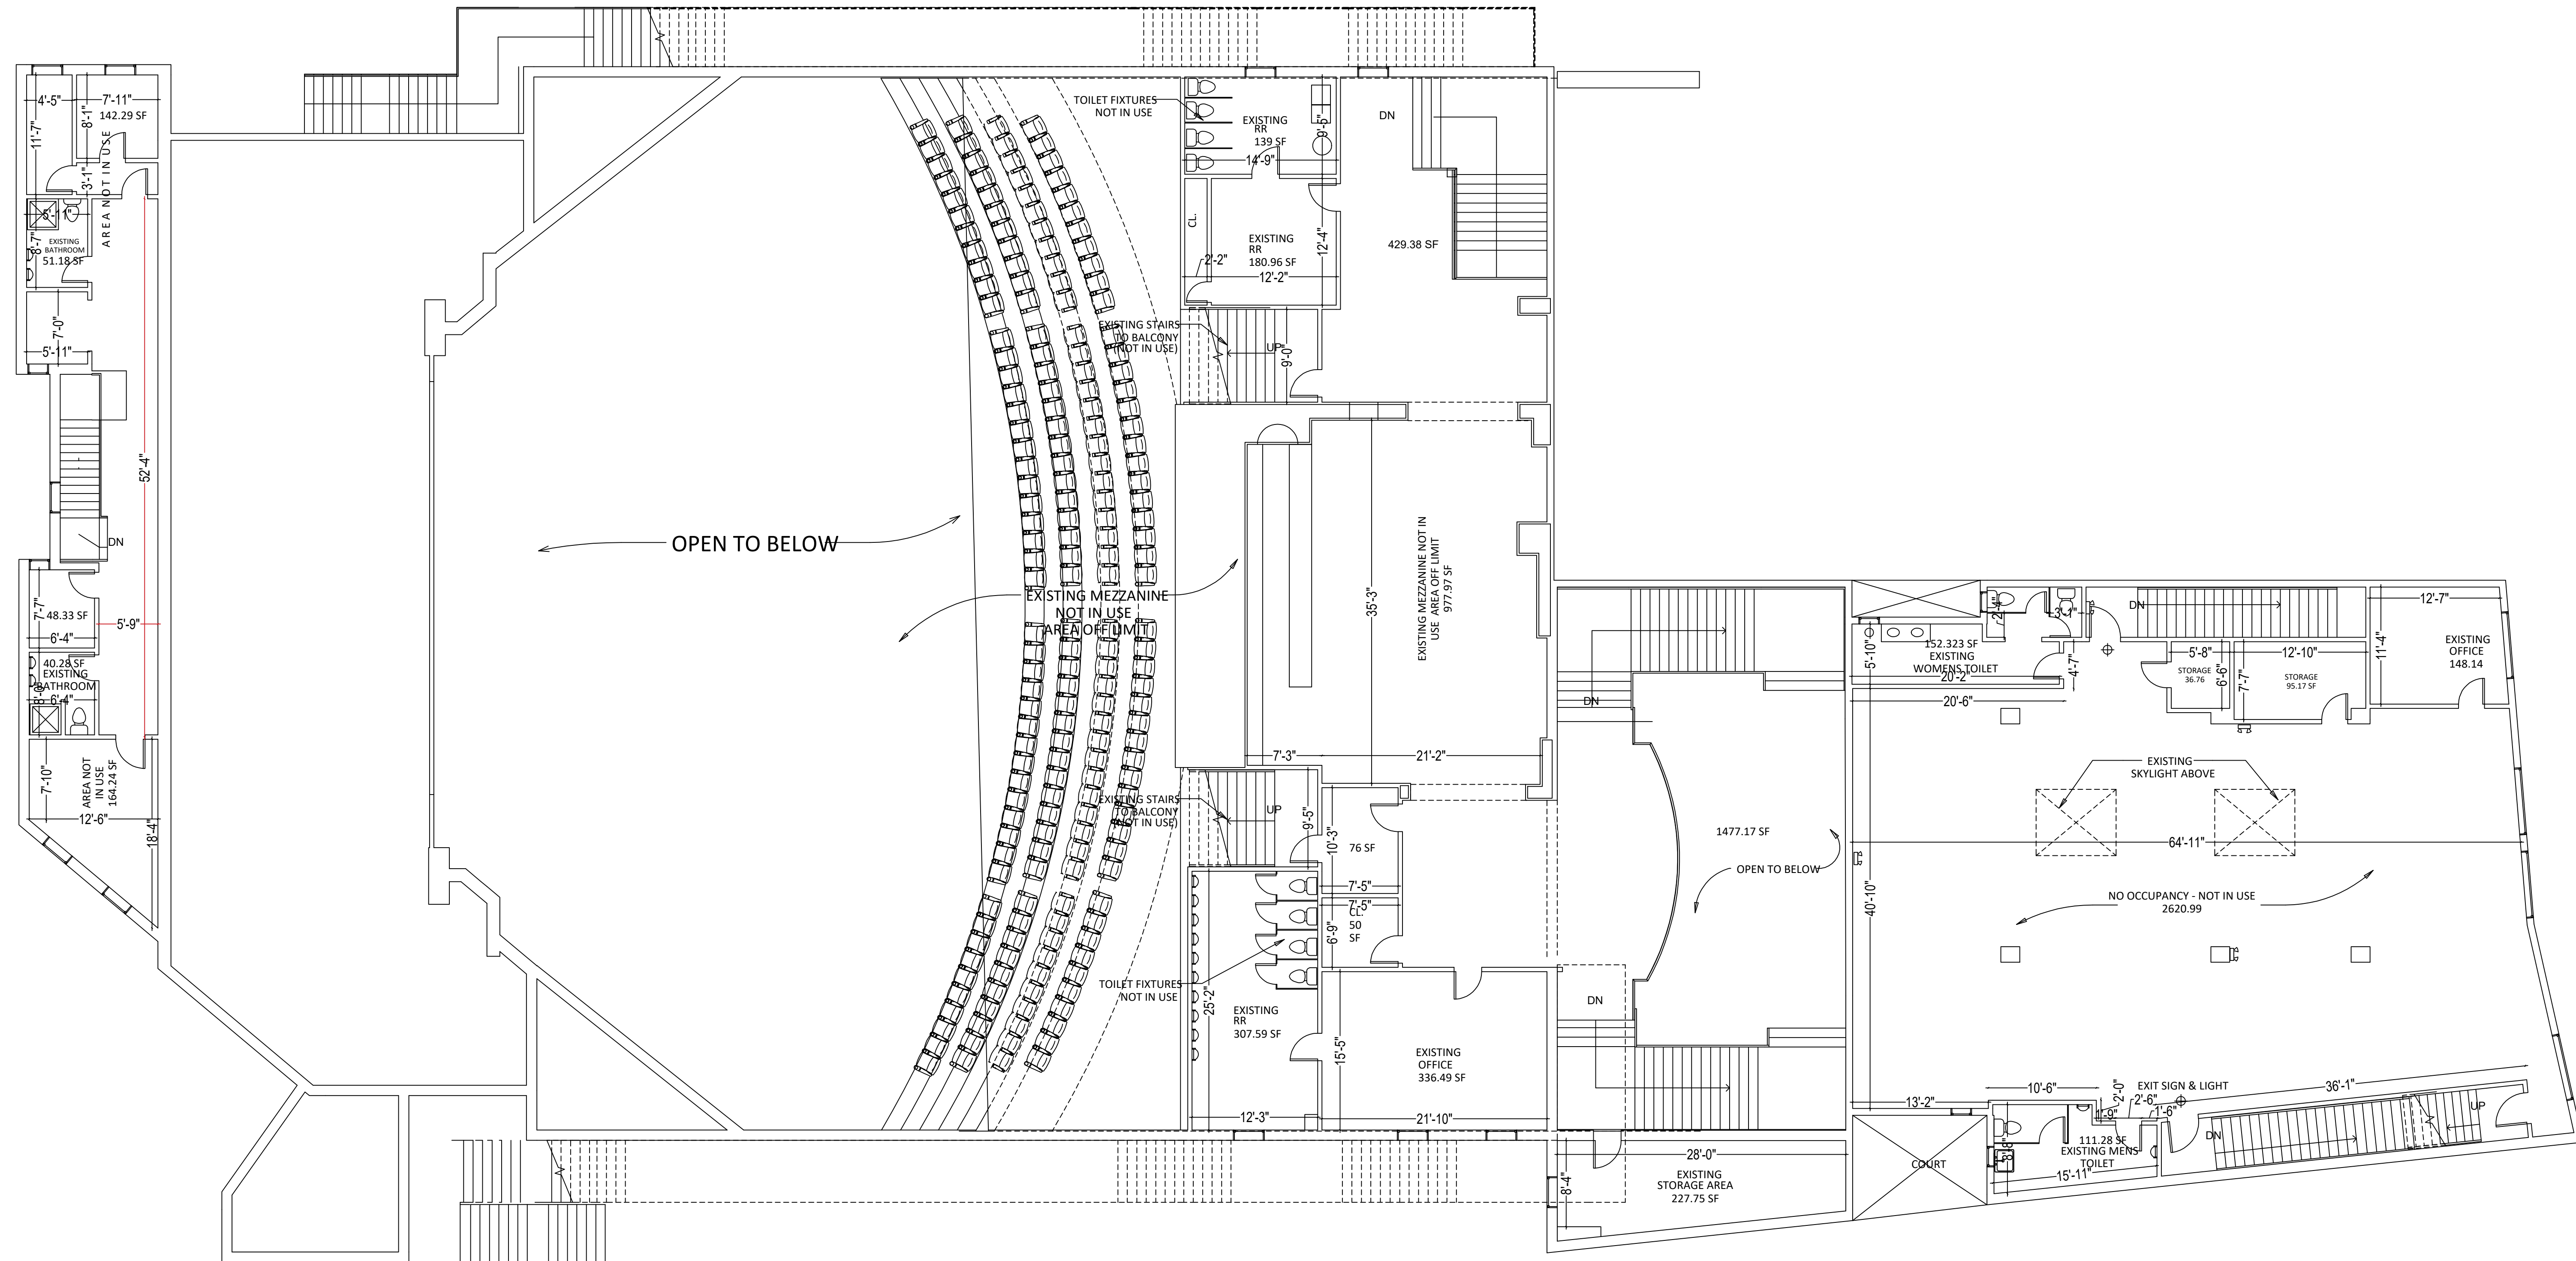 4'-5"
7'-11"
142.29 SF
8'-1"
11'-7"
3'-1"
AREA NOT IN USE
8'-7"
EXISTING
BATHROOM
51.18 SF
7'-0"
5'-11"
52'-4"
DN
7'-7"
48.33 SF
6'-4"
5'-9"
40.28 SF
EXISTING
BATHROOM
6'-4"
7'-10"
AREA NOT
IN USE
164.24 SF
12'-6"
18'-4"
OPEN TO BELOW
EXISTING MEZZANINE
NOT IN USE
AREA OFF LIMIT
TOILET FIXTURES
NOT IN USE
EXISTING
RR
139 SF
9'-5"
14'-9"
DN
CL.
EXISTING
RR
180.96 SF
12'-4"
2'-2"
12'-2"
429.38 SF
EXISTING STAIRS
TO BALCONY
(NOT IN USE)
UP
9'-0"
35'-3"
EXISTING MEZZANINE NOT IN
USE AREA OFF LIMIT
977.97 SF
7'-3"
21'-2"
EXISTING STAIRS
TO BALCONY
(NOT IN USE)
UP
9'-5"
10'-3"
76 SF
7'-5"
7'-5"
CL.
50
SF
6'-9"
TOILET FIXTURES
NOT IN USE
25'-2"
EXISTING
RR
307.59 SF
12'-3"
15'-5"
EXISTING
OFFICE
336.49 SF
21'-10"
DN
1477.17 SF
OPEN TO BELOW
DN
28'-0"
EXISTING
STORAGE AREA
227.75 SF
8'-4"
2'-4"
3'-1"
DN
12'-7"
5'-10"
152.323 SF
EXISTING
WOMENS TOILET
20'-2"
4'-7"
5'-8"
STORAGE
36.76
6'-6"
12'-10"
7'-7"
STORAGE
95.17 SF
11'-4"
EXISTING
OFFICE
148.14
20'-6"
EXISTING
SKYLIGHT ABOVE
64'-11"
40'-10"
NO OCCUPANCY - NOT IN USE
2620.99
13'-2"
10'-6"
2'-0"
EXIT SIGN & LIGHT
36'-1"
2'-6"
1'-9"
1'-6"
UP
DN
COURT
8'-8"
111.28 SF
EXISTING MENS
TOILET
15'-11"